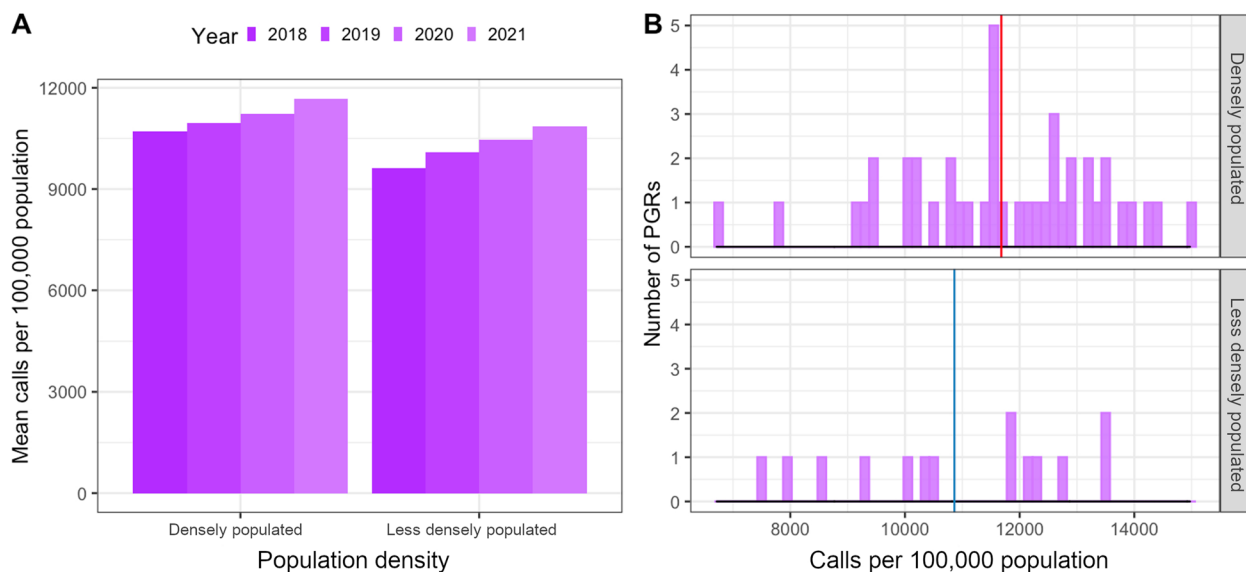 A
Year 2018 2019 2020 2021
Mean calls per 100,000 population
12000
9000
6000
3000
0
Densely populated
Less densely populated
Population density
B
Number of PGRs
5
4
3
2
1
0
Densely populated
5
4
3
2
1
0
Less densely populated
8000
10000
12000
14000
Calls per 100,000 population